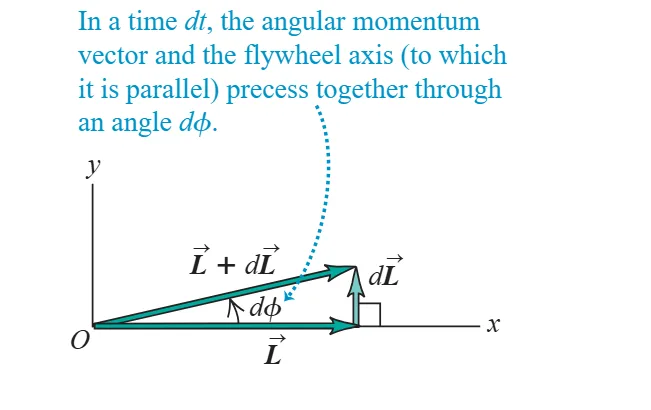 In a time dt, the angular momentum
vector and the flywheel axis (to which
it is parallel) precess together through
an angle dϕ.
y
L⃗ + dL⃗
dL⃗
dϕ
x
O
L⃗